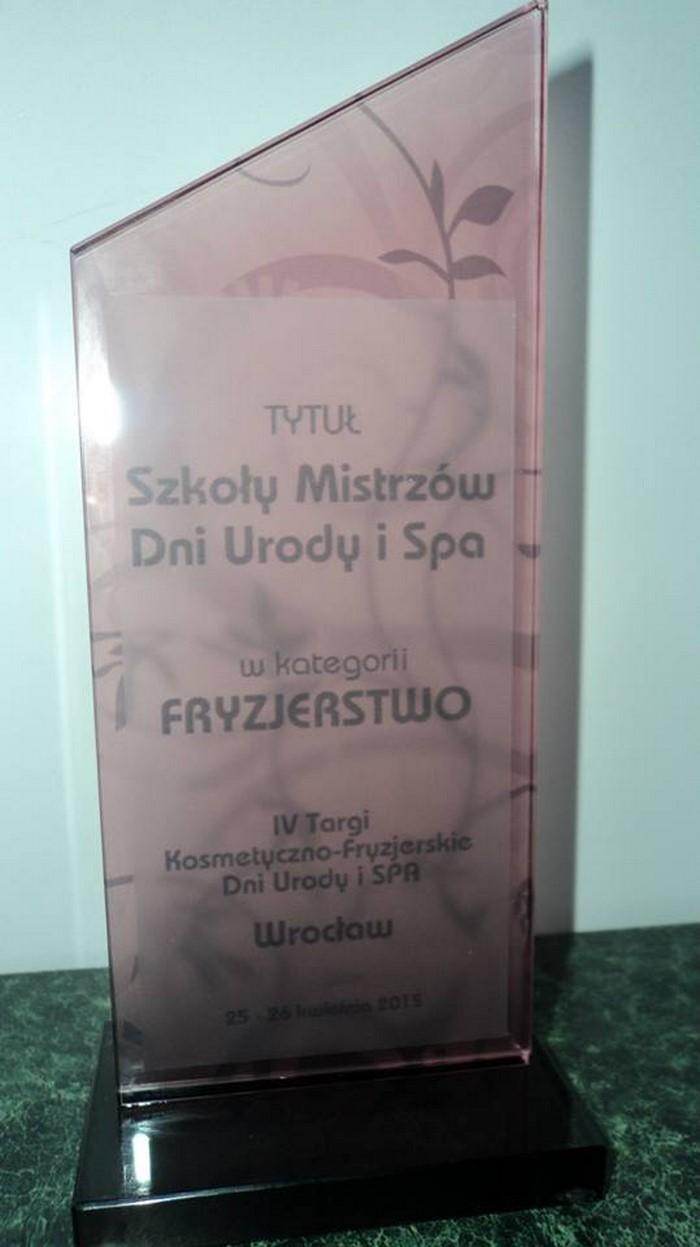 TYTUŁ
Szkoły Mistrzów
Dni Urody i Spa
w kategorii
FRYZJERSTWO
IV Targi
Kosmetyczno-Fryzjerskie
Dni Urody i SPA
Wrocław
25 - 26 kwietnia 2015